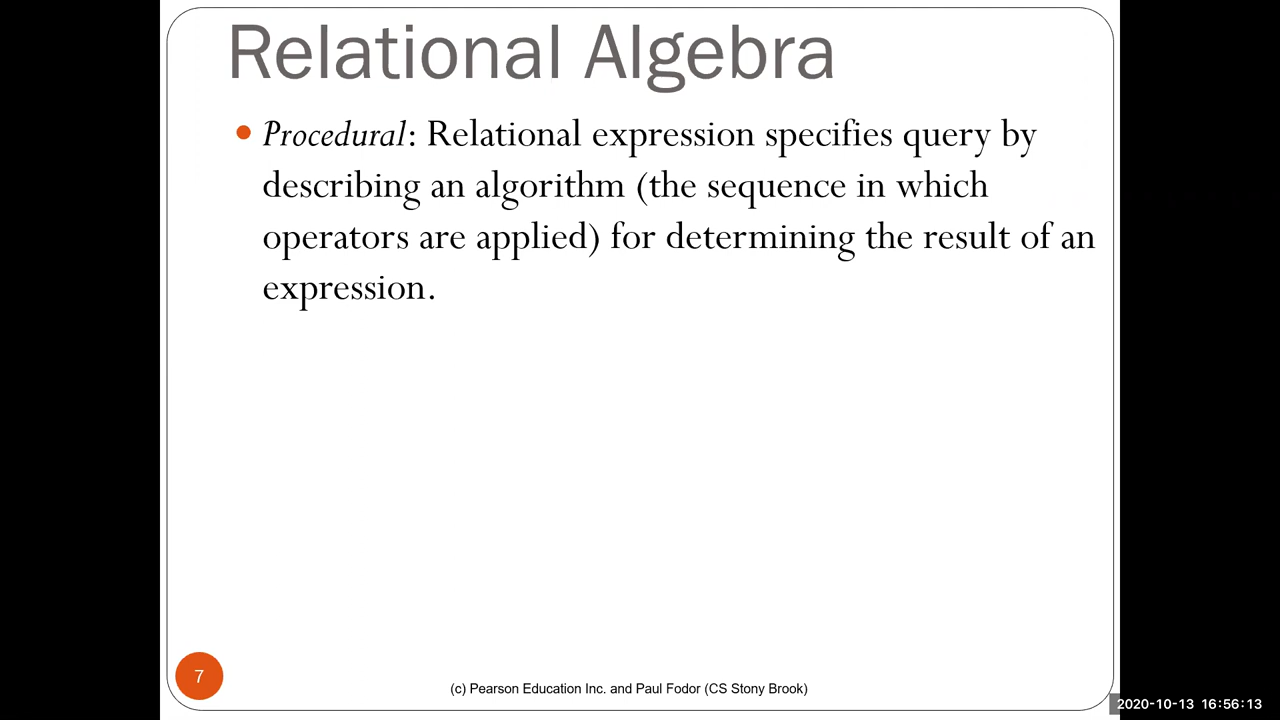 Relational Algebra
• Procedural: Relational expression specifies query by
describing an algorithm (the sequence in which
operators are applied) for determining the result of an
expression.
7
(c) Pearson Education Inc. and Paul Fodor (CS Stony Brook)
2020-10-13 16:56:13